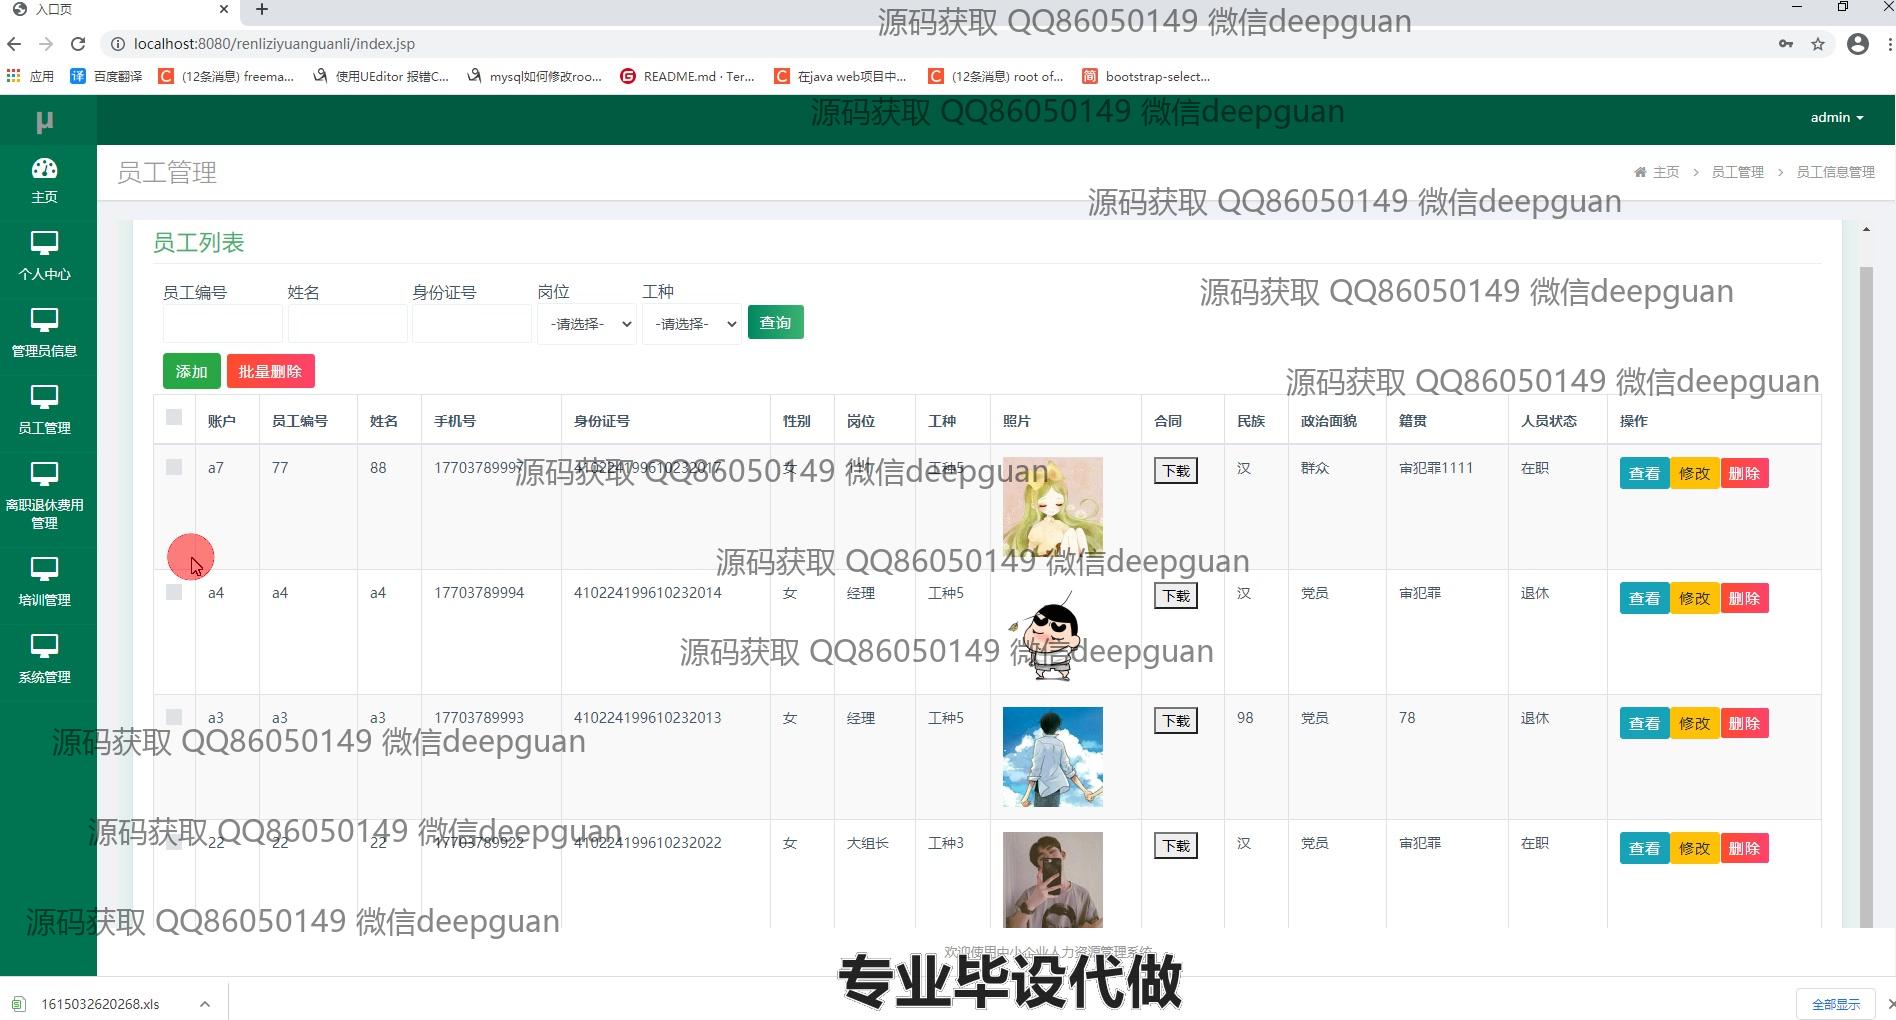 入口页
源码获取 QQ86050149 微信deepguan
localhost:8080/renliziyuanguanli/index.jsp
应用 百度翻译 (12条消息) freema... 使用UEditor 报错C... mysql如何修改roo... README.md · Ter... 在java web项目中... (12条消息) root of... bootstrap-select...
源码获取 QQ86050149 微信deepguan
μ admin
主页
员工管理 主页 > 员工管理 > 员工信息管理
源码获取 QQ86050149 微信deepguan
员工列表
个人中心
员工编号 姓名 身份证号 岗位 工种
源码获取 QQ86050149 微信deepguan
-请选择- -请选择- 查询
管理员信息
添加 批量删除
源码获取 QQ86050149 微信deepguan
账户 员工编号 姓名 手机号 身份证号 性别 岗位 工种 照片 合同 民族 政治面貌 籍贯 人员状态 操作
员工管理
a7 77 88 17703789997 410224199610232017 女 工种5 下载 汉 群众 审犯罪1111 在职 查看 修改 删除
源码获取 QQ86050149 微信deepguan
离职退休费用
管理
源码获取 QQ86050149 微信deepguan
a4 a4 a4 17703789994 410224199610232014 女 经理 工种5 下载 汉 党员 审犯罪 退休 查看 修改 删除
培训管理
源码获取 QQ86050149 微信deepguan
系统管理
a3 a3 a3 17703789993 410224199610232013 女 经理 工种5 下载 98 党员 78 退休 查看 修改 删除
源码获取 QQ86050149 微信deepguan
源码获取 QQ86050149 微信deepguan
22 22 22 17703789922 410224199610232022 女 大组长 工种3 下载 汉 党员 审犯罪 在职 查看 修改 删除
源码获取 QQ86050149 微信deepguan
欢迎使用中小企业人力资源管理系统
专业毕设代做
1615032620268.xls 全部显示